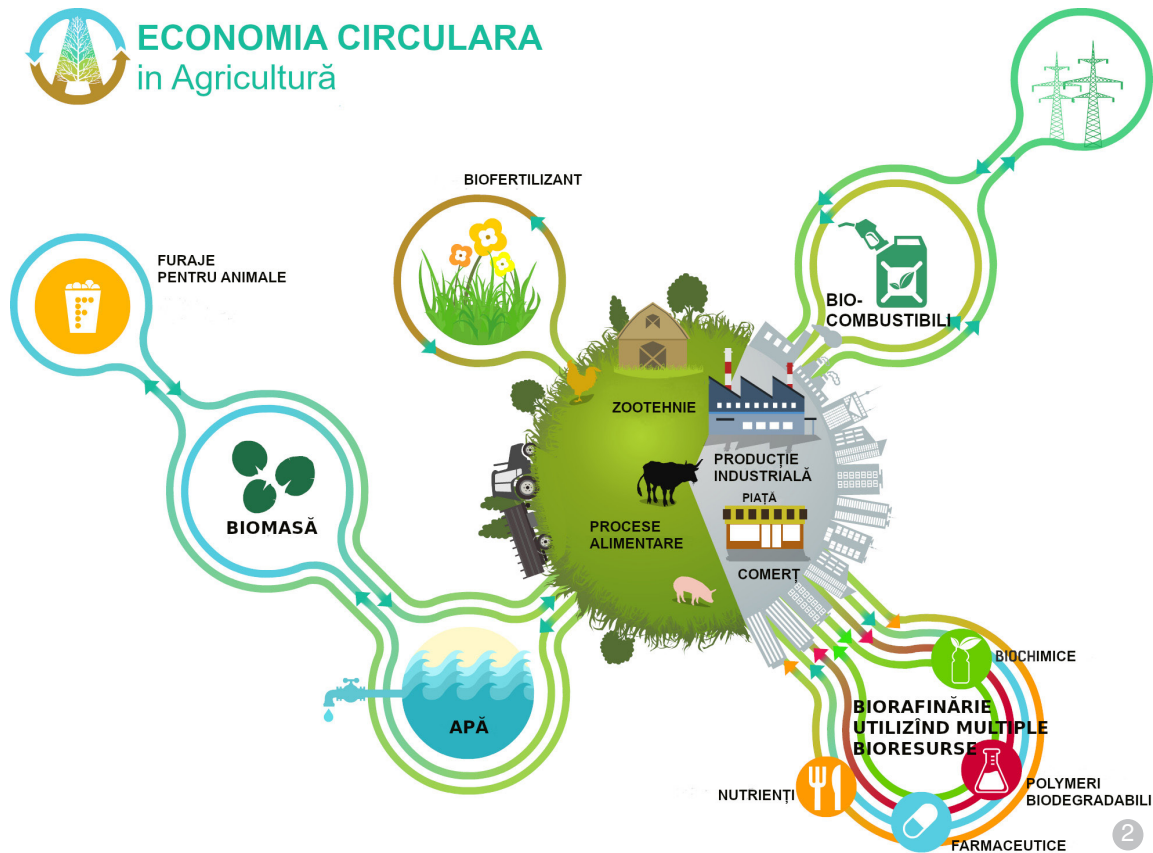 ECONOMIA CIRCULARA
in Agricultură
BIOFERTILIZANT
FURAJE
PENTRU ANIMALE
BIO-
COMBUSTIBILI
ZOOTEHNIE
PRODUCȚIE
INDUSTRIALĂ
PIAȚĂ
PROCESE
ALIMENTARE
BIOMASĂ
COMERȚ
APĂ
BIOCHIMICE
BIORAFINĂRIE
UTILIZÎND MULTIPLE
BIORESURSE
NUTRIENȚI
POLYMERI
BIODEGRADABILI
FARMACEUTICE
2